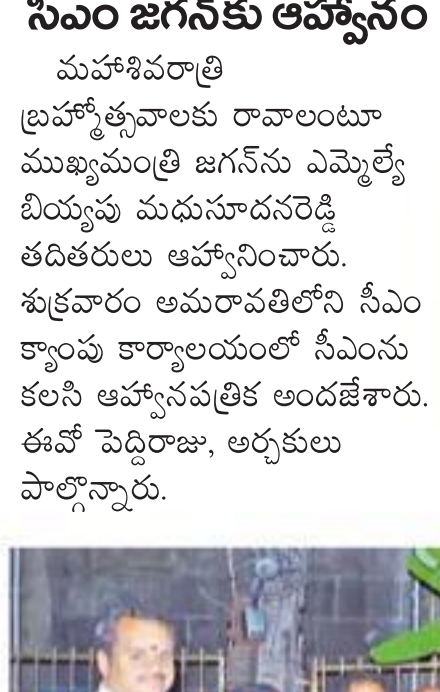 సీఎం జగన్‌కు ఆహ్వానం
మహాశివరాత్రి
బ్రహ్మోత్సవాలకు రావాలంటూ
ముఖ్యమంత్రి జగన్‌ను ఎమ్మెల్యే
బియ్యపు మధుసూదనరెడ్డి
తదితరులు ఆహ్వానించారు.
శుక్రవారం అమరావతిలోని సీఎం
క్యాంపు కార్యాలయంలో సీఎంను
కలసి ఆహ్వానపత్రిక అందజేశారు.
ఈవో పెద్దిరాజు, అర్చకులు
పాల్గొన్నారు.